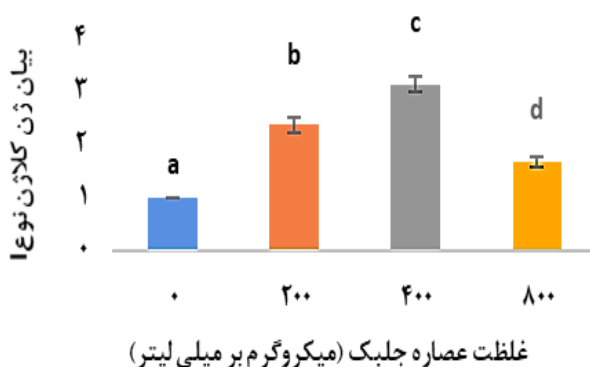 بیان ژن کلاژن نوع I
۴
۳
۲
۱
۰
a
b
c
d
۰ ۲۰۰ ۴۰۰ ۸۰۰
غلظت عصاره جلبک (میکروگرم بر میلی لیتر)